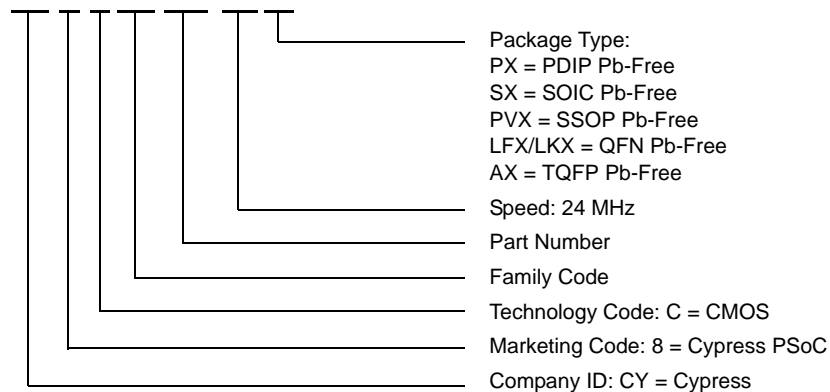 Package Type:
PX = PDIP Pb-Free
SX = SOIC Pb-Free
PVX = SSOP Pb-Free
LFX/LKX = QFN Pb-Free
AX = TQFP Pb-Free
Speed: 24 MHz
Part Number
Family Code
Technology Code: C = CMOS
Marketing Code: 8 = Cypress PSoC
Company ID: CY = Cypress